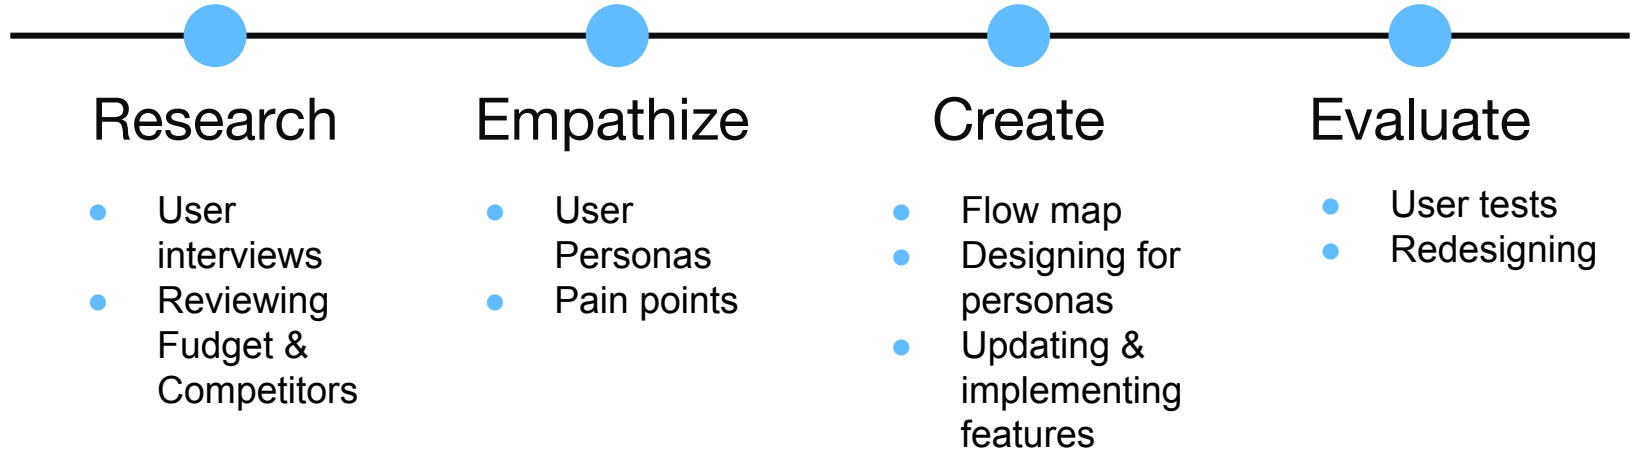 Research
User
interviews
Reviewing
Fudget &
Competitors
Empathize
User
Personas
Pain points
Create
Flow map
Designing for
personas
Updating &
implementing
features
Evaluate
User tests
Redesigning